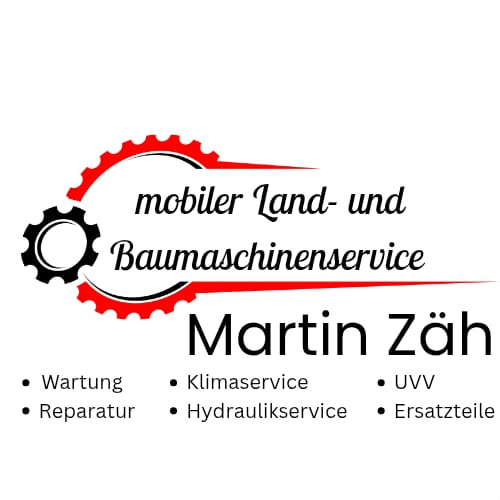 mobiler Land- und
Baumaschinenservice
Martin Zäh
• Wartung • Klimaservice • UVV
• Reparatur • Hydraulikservice • Ersatzteile